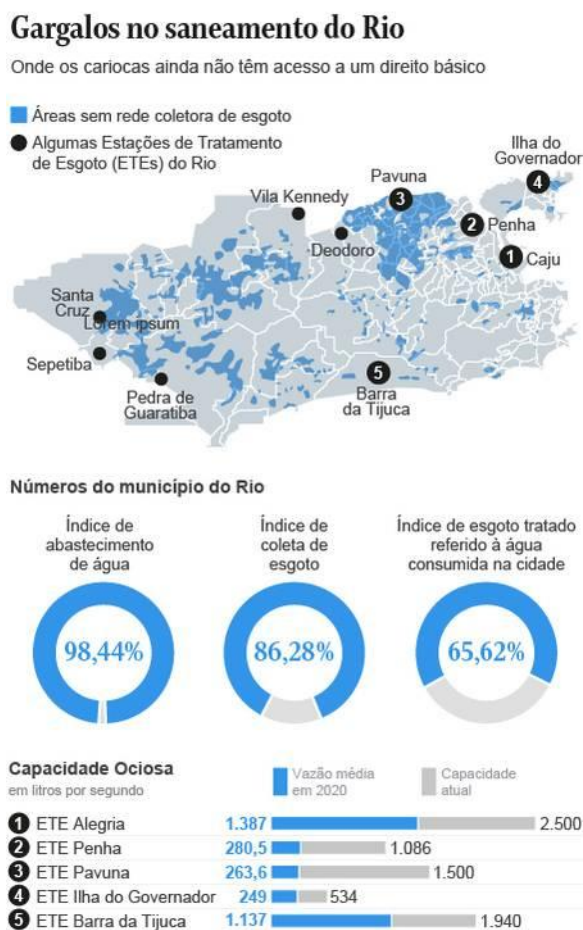 Gargalos no saneamento do Rio
Onde os cariocas ainda não têm acesso a um direito básico
Áreas sem rede coletora de esgoto
Algumas Estações de Tratamento
de Esgoto (ETEs) do Rio
Ilha do
Governador
4
Pavuna
3
Vila Kennedy
2 Penha
Deodoro
1 Caju
Santa
Cruz
Lorem ipsum
Sepetiba
Pedra de
Guaratiba
5
Barra
da Tijuca
Números do município do Rio
Índice de
abastecimento
de água
98,44%
Índice de
coleta de
esgoto
86,28%
Índice de esgoto tratado
referido à água
consumida na cidade
65,62%
Capacidade Ociosa
em litros por segundo
Vazão média
em 2020
Capacidade
atual
1 ETE Alegria 1.387 2.500
2 ETE Penha 280,5 1.086
3 ETE Pavuna 263,6 1.500
4 ETE Ilha do Governador 249 534
5 ETE Barra da Tijuca 1.137 1.940